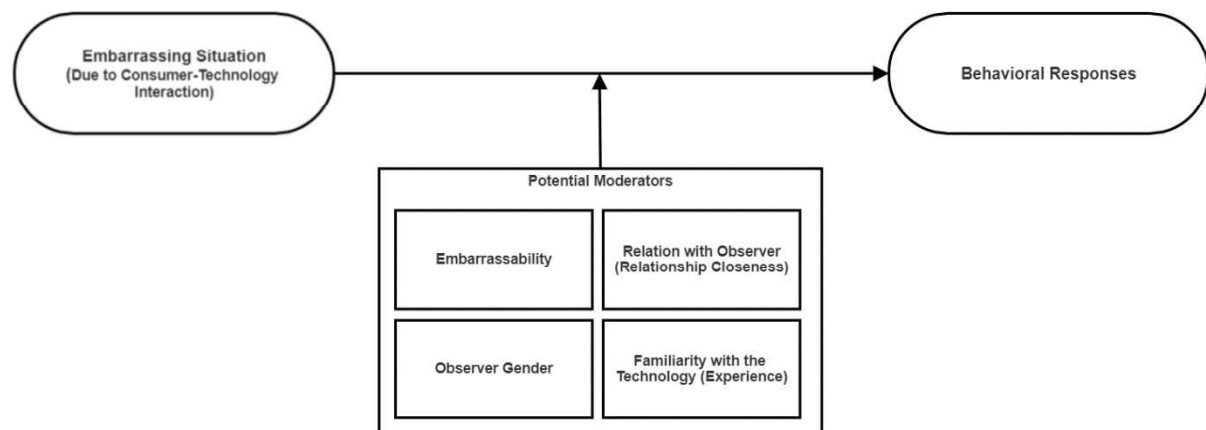 Embarrassing Situation
(Due to Consumer-Technology
Interaction)
Behavioral Responses
Potential Moderators
Embarrassability
Relation with Observer
(Relationship Closeness)
Observer Gender
Familiarity with the
Technology (Experience)